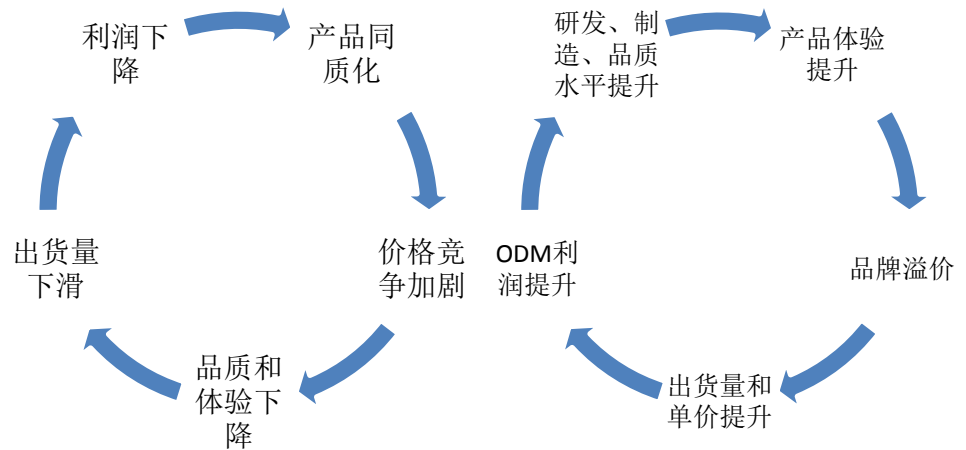 利润下
降
产品同
质化
价格竞
争加剧
品质和
体验下
降
出货量
下滑
研发、制
造、品质
水平提升
产品体验
提升
品牌溢价
出货量和
单价提升
ODM利
润提升